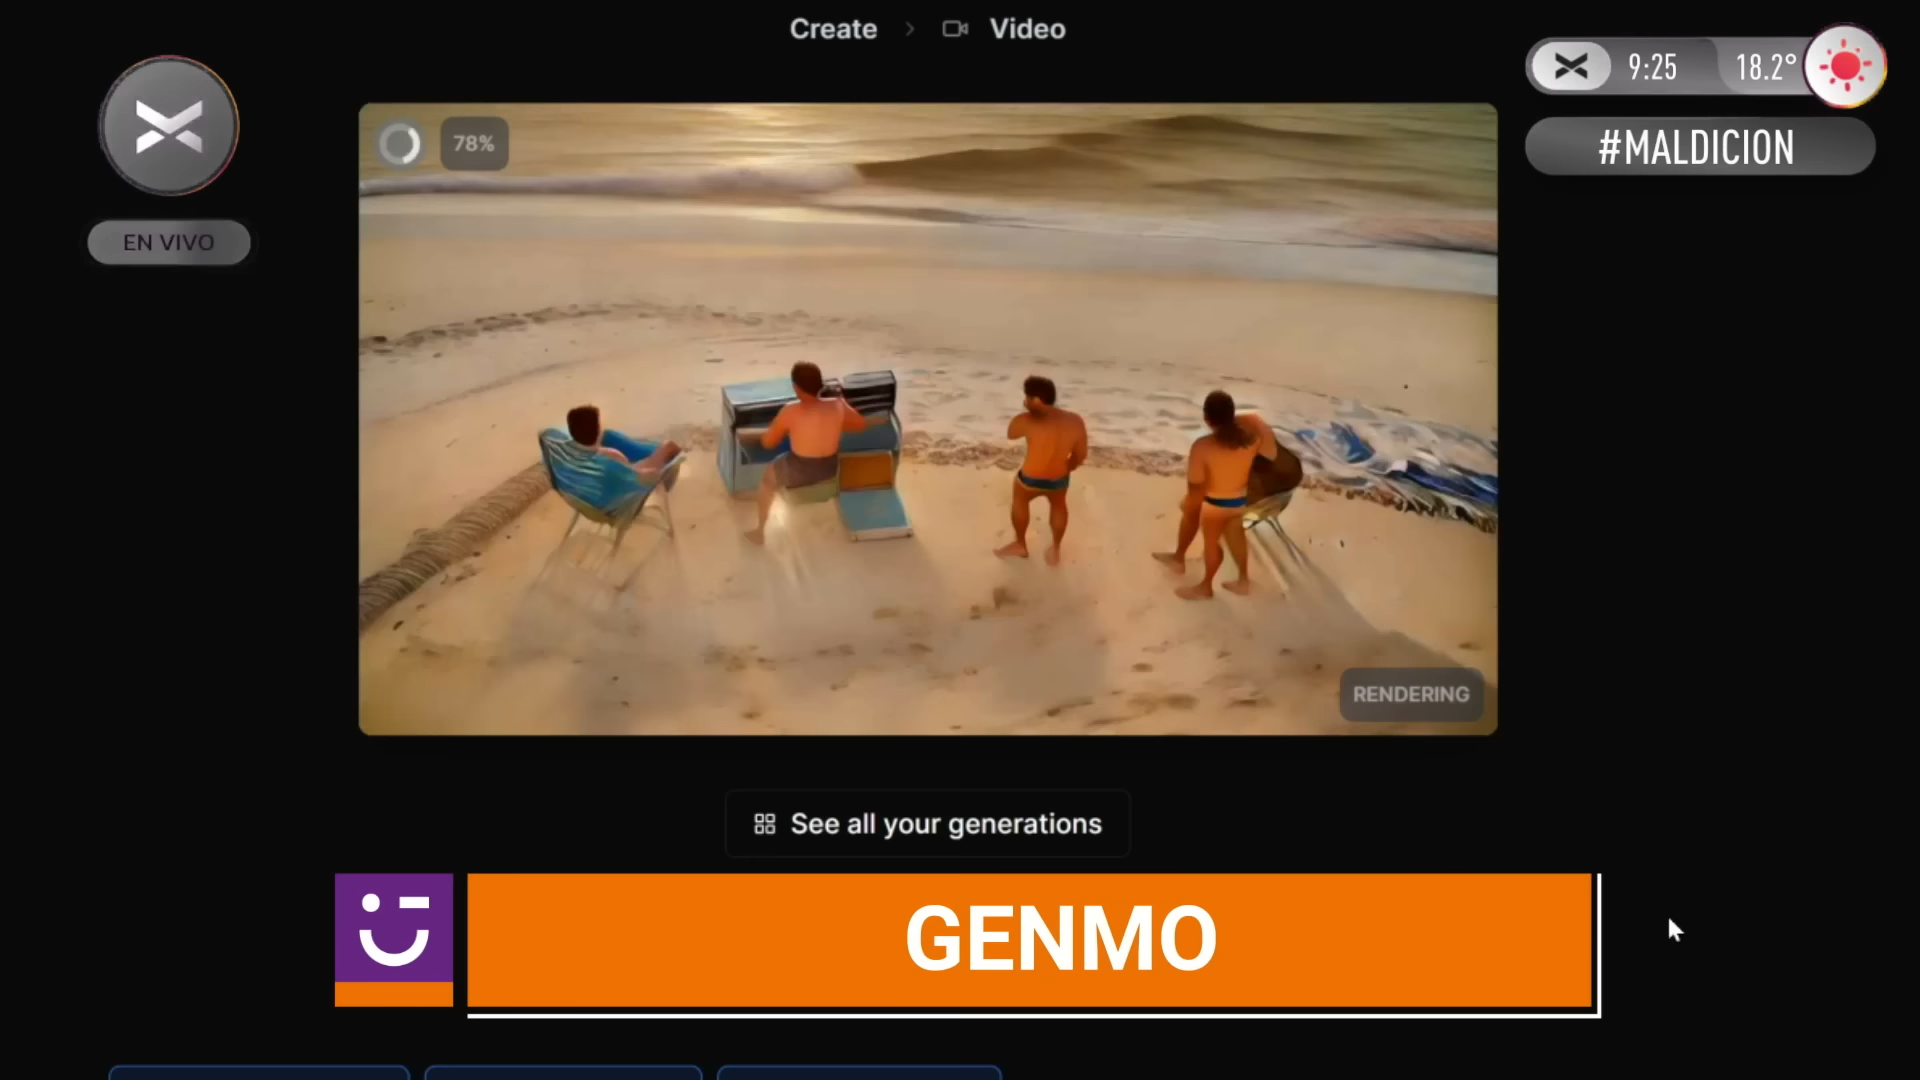 Create > Video
9:25 18.2°
#MALDICION
EN VIVO
78%
RENDERING
See all your generations
GENMO